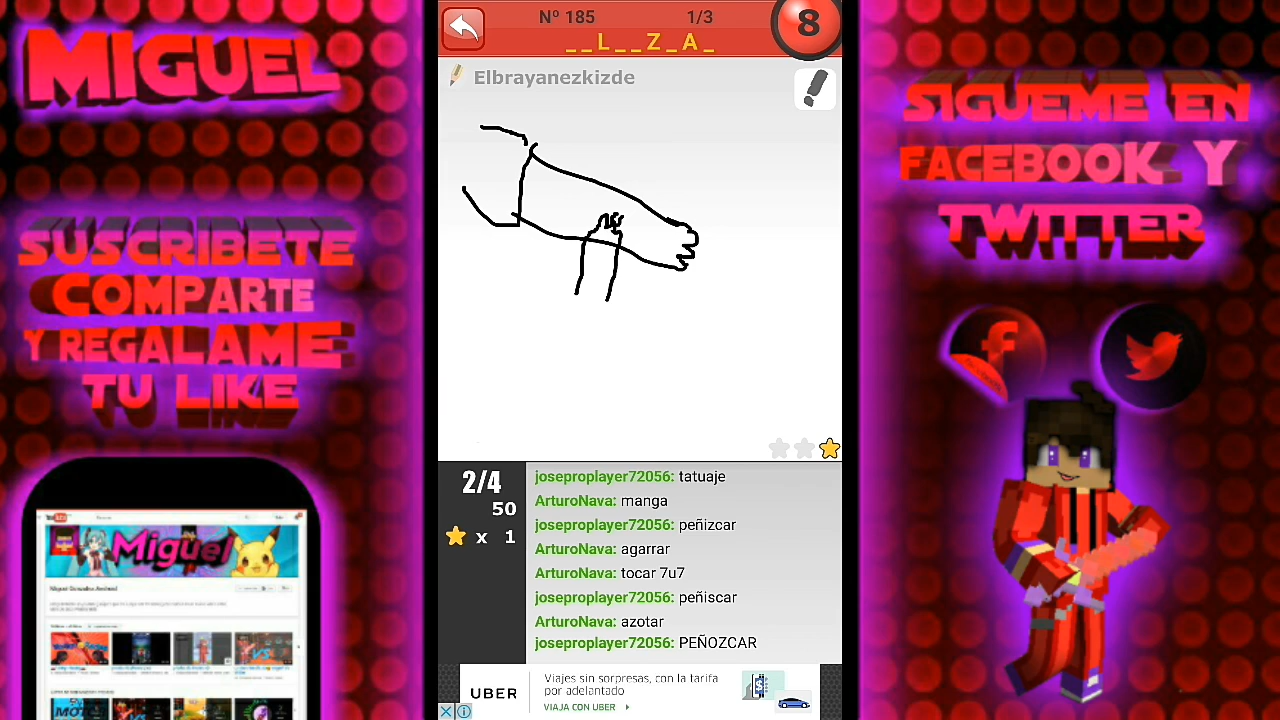 MIGUEL
SUSCRIBETE
COMPARTE
Y REGALAME
TU LIKE
Miguel
Nº 185
1/3
8
__L__Z_A_
Elbrayanezkizde
2/4
50
x 1
joseproplayer72056: tatuaje
ArturoNava: manga
joseproplayer72056: peñizcar
ArturoNava: agarrar
ArturoNava: tocar 7u7
joseproplayer72056: peñiscar
ArturoNava: azotar
joseproplayer72056: PEÑOZCAR
UBER
Viajes sin sorpresas, con tarifas
por adelantado
VIAJA CON UBER
SIGUEME EN
FACEBOOK Y
TWITTER